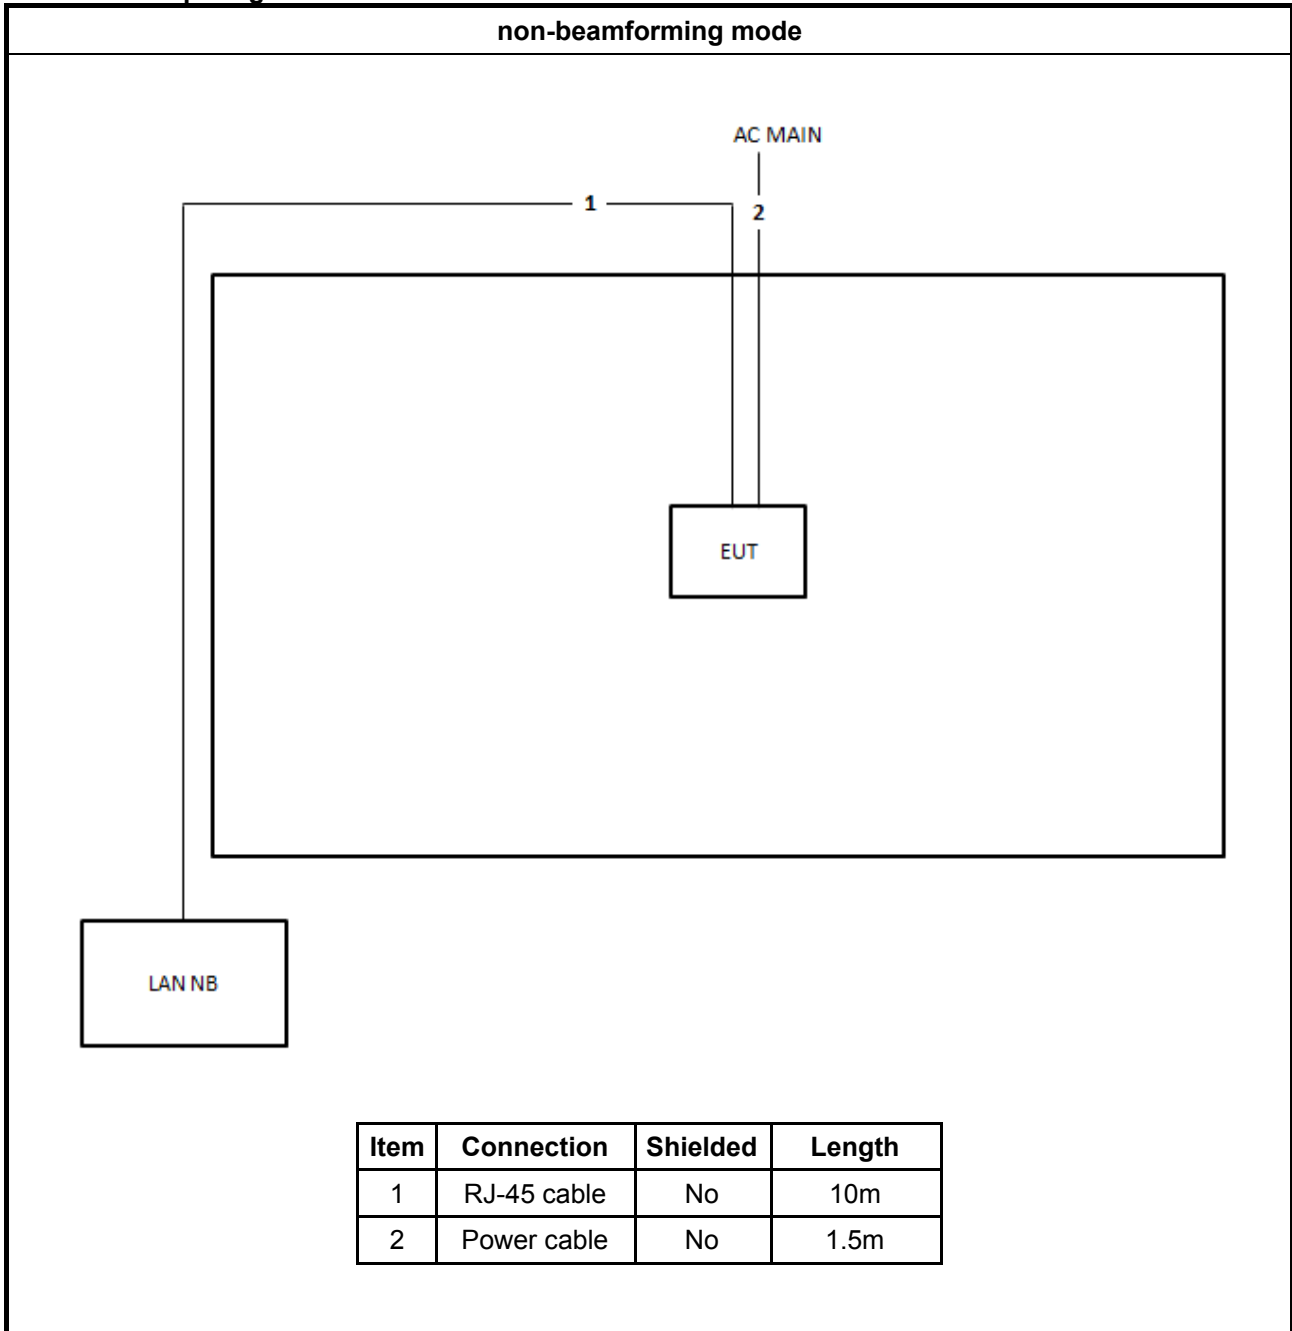 non-beamforming mode
AC MAIN
1
2
EUT
LAN NB
Item Connection Shielded Length
1 RJ-45 cable No 10m
2 Power cable No 1.5m